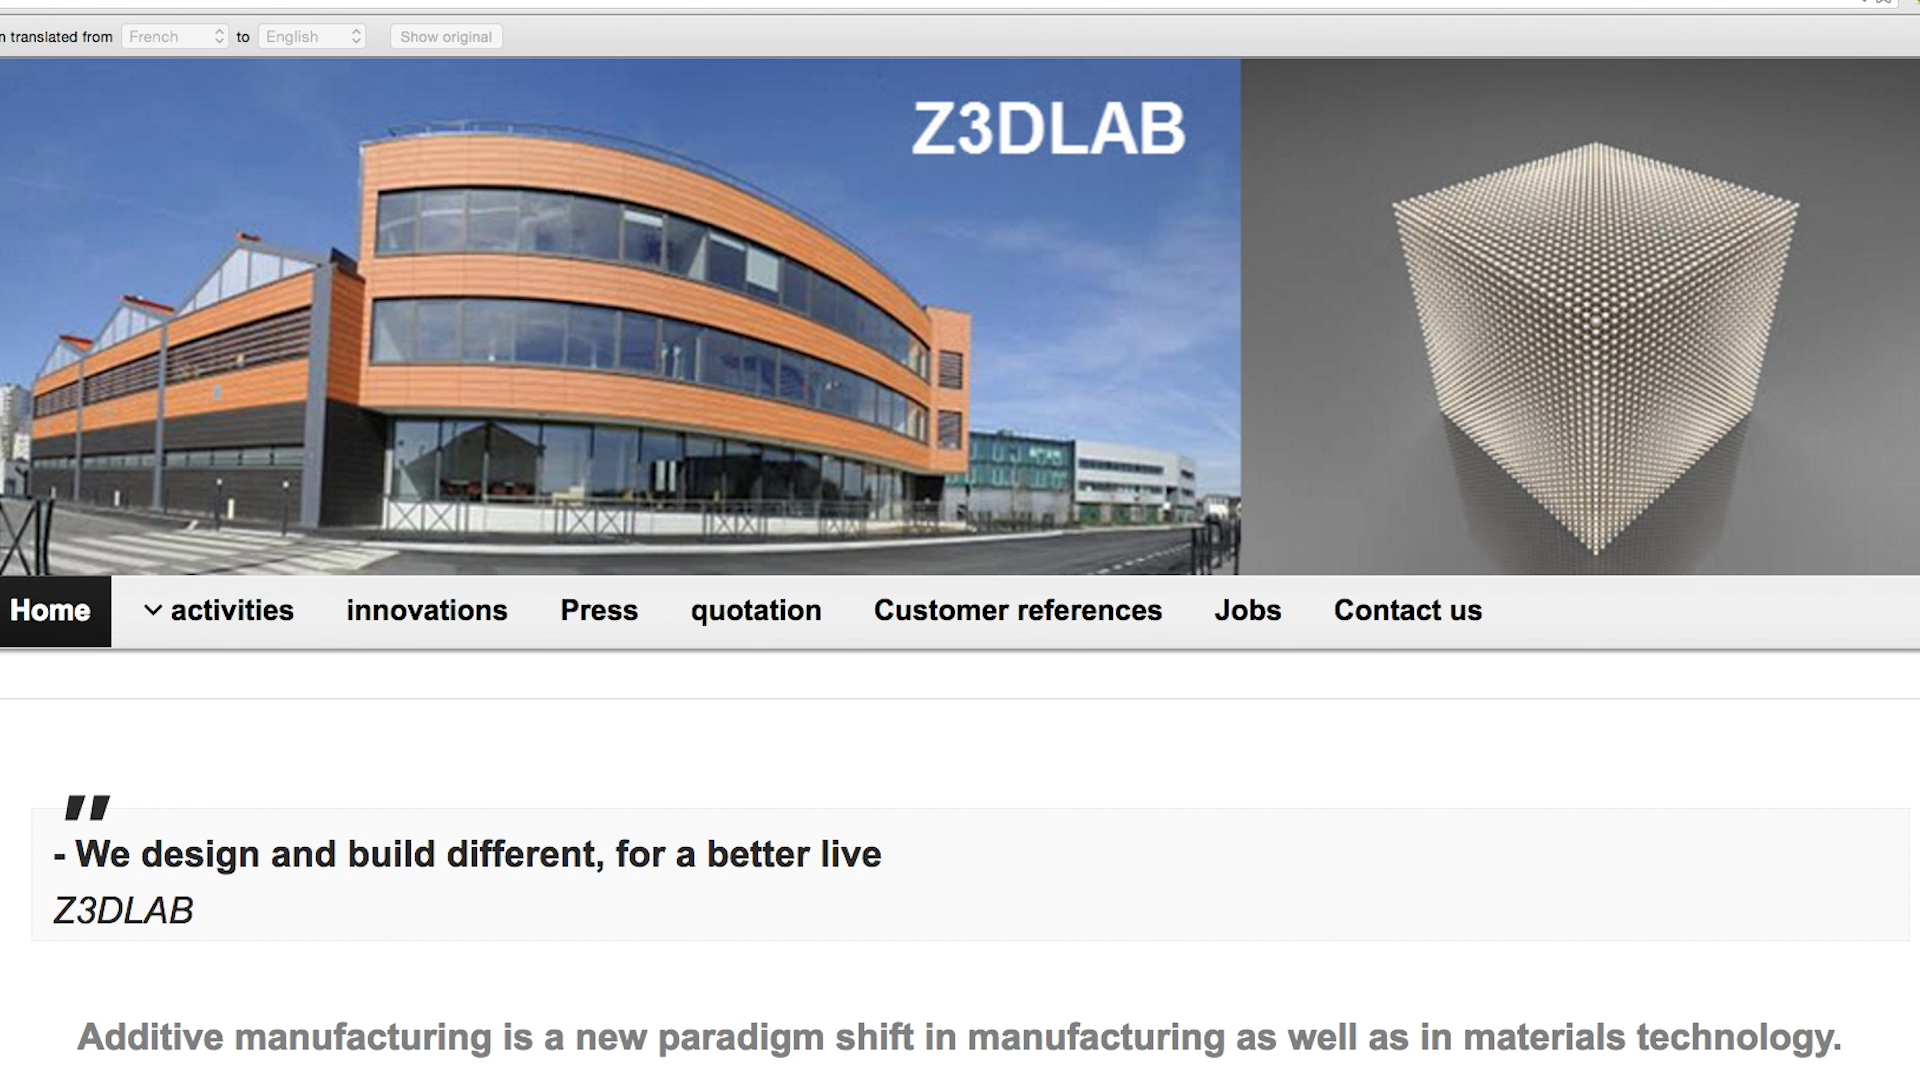 translated from French to English Show original
Z3DLAB
Home activities innovations Press quotation Customer references Jobs Contact us
"
- We design and build different, for a better live
Z3DLAB
Additive manufacturing is a new paradigm shift in manufacturing as well as in materials technology.